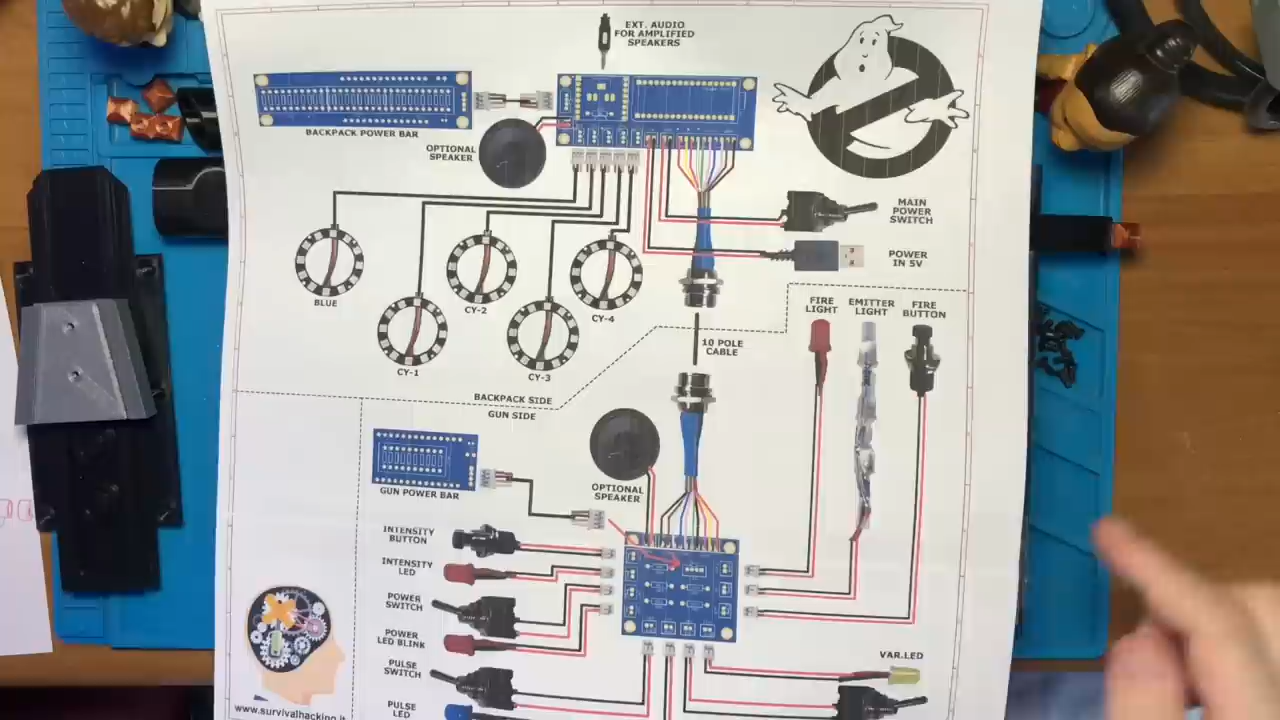 EXT. AUDIO
FOR AMPLIFIED
SPEAKERS
BACKPACK POWER BAR
OPTIONAL
SPEAKER
MAIN
POWER
SWITCH
POWER
IN 5V
BLUE
CY-1
CY-2
CY-3
CY-4
10 POLE
CABLE
FIRE
LIGHT
EMITTER
LIGHT
FIRE
BUTTON
BACKPACK SIDE
GUN SIDE
GUN POWER BAR
OPTIONAL
SPEAKER
INTENSITY
BUTTON
INTENSITY
LED
POWER
SWITCH
POWER
LED BLINK
PULSE
SWITCH
PULSE
LED
VAR.LED
www.survivalhacking.it